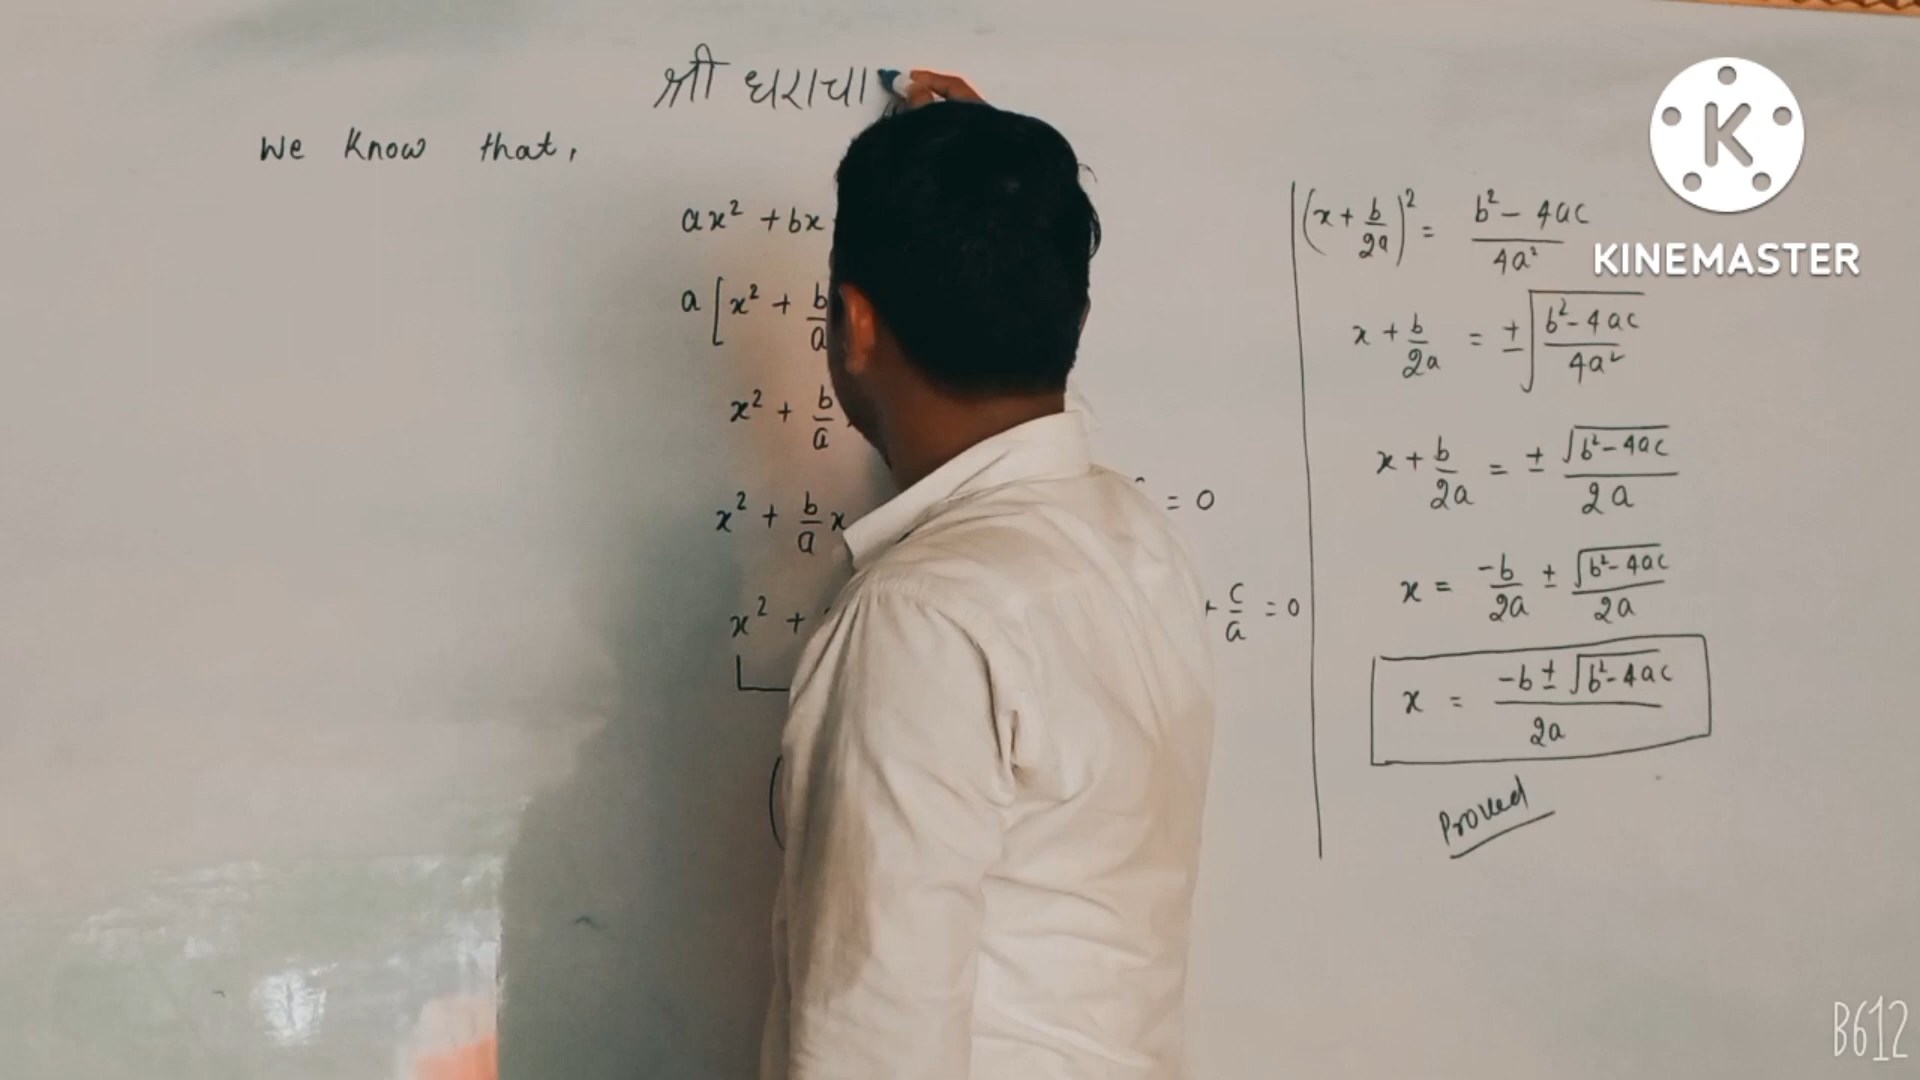 श्री धराचा
We Know that,
ax² + bx
a [x² + b/a
x² + b/a
x² + b/a x = 0
x² + + c/a = 0
(
(x + b/2a)² = b² - 4ac / 4a²
x + b/2a = ± √(b² - 4ac / 4a²)
x + b/2a = ± √(b² - 4ac) / 2a
x = -b/2a ± √(b² - 4ac) / 2a
x = -b ± √(b² - 4ac) / 2a
Proved
K
KINEMASTER
B612